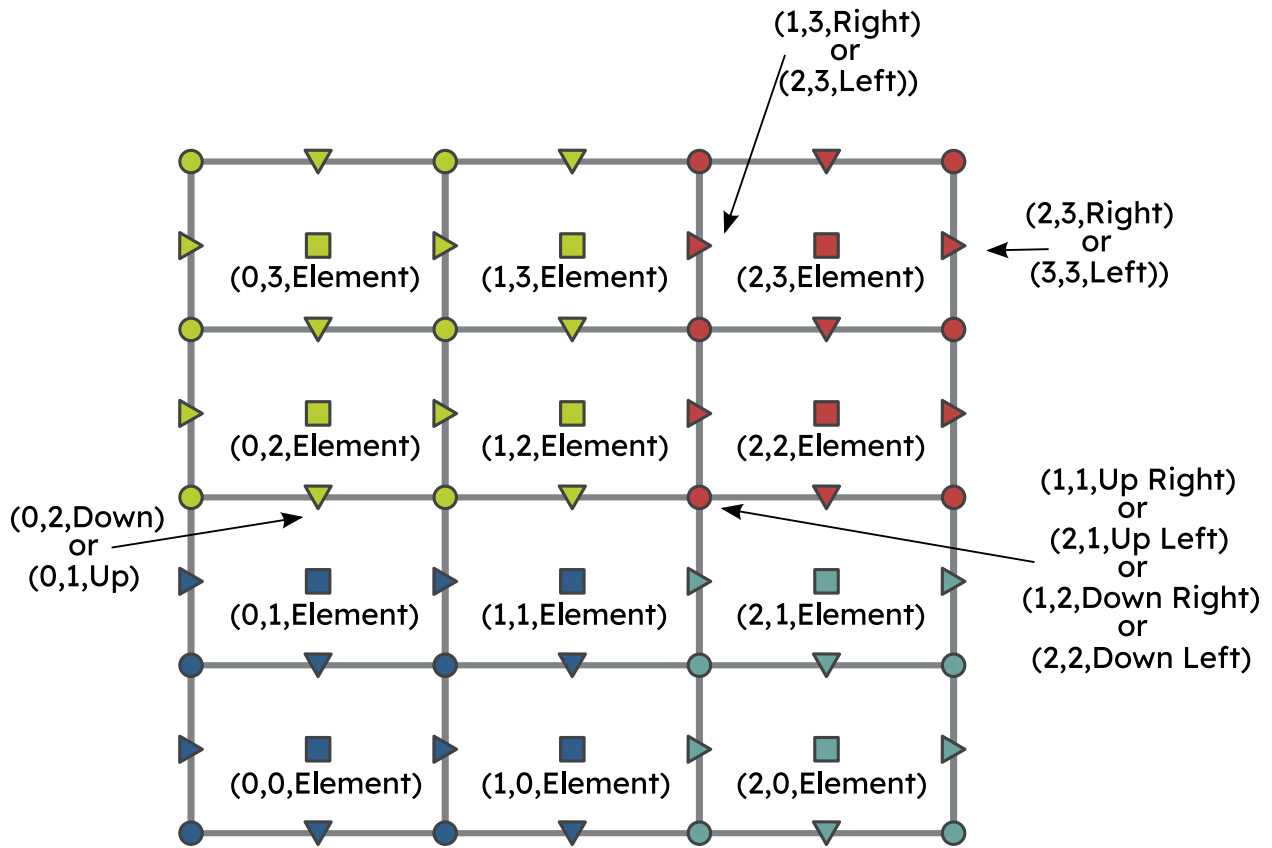 (1,3,Right)
or
(2,3,Left))
(2,3,Right)
or
(3,3,Left))
(0,3,Element)
(1,3,Element)
(2,3,Element)
(0,2,Element)
(1,2,Element)
(2,2,Element)
(0,2,Down)
or
(0,1,Up)
(1,1,Up Right)
or
(2,1,Up Left)
or
(1,2,Down Right)
or
(2,2,Down Left)
(0,1,Element)
(1,1,Element)
(2,1,Element)
(0,0,Element)
(1,0,Element)
(2,0,Element)